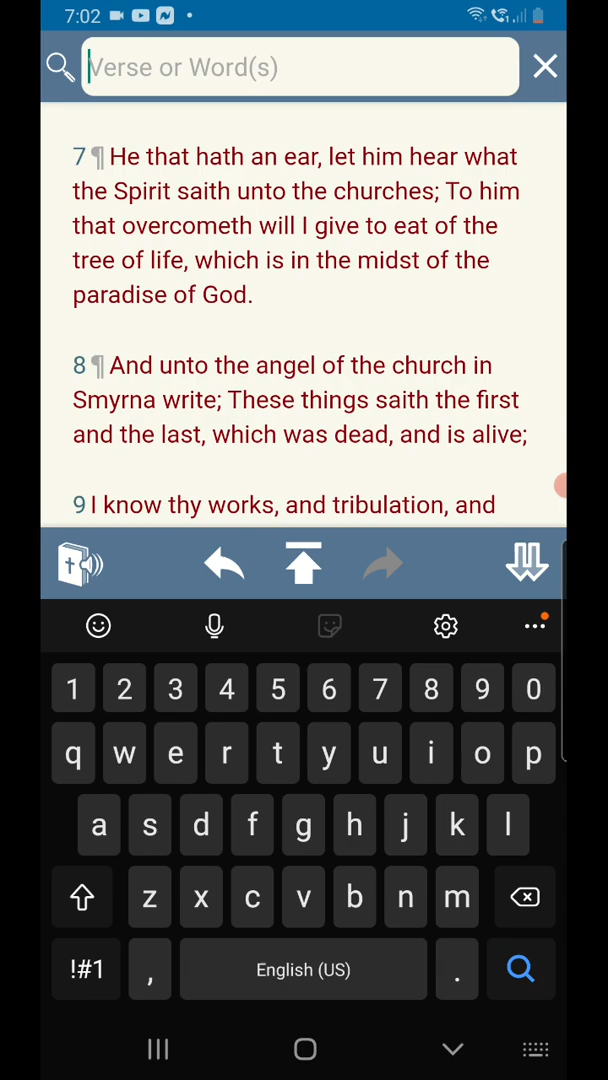 7:02
Verse or Word(s)
7 ¶ He that hath an ear, let him hear what
the Spirit saith unto the churches; To him
that overcometh will I give to eat of the
tree of life, which is in the midst of the
paradise of God.
8 ¶ And unto the angel of the church in
Smyrna write; These things saith the first
and the last, which was dead, and is alive;
9 I know thy works, and tribulation, and
1 2 3 4 5 6 7 8 9 0
q w e r t y u i o p
a s d f g h j k l
z x c v b n m
!#1 , English (US) .